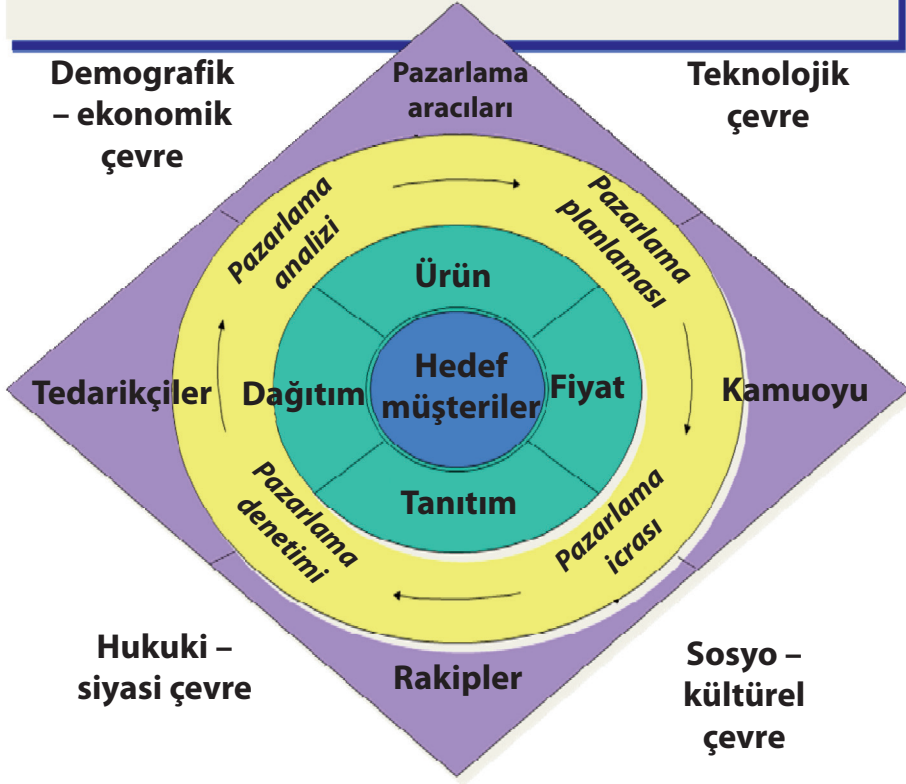 Demografik
– ekonomik
çevre
Pazarlama
aracıları
Teknolojik
çevre
Pazarlama
analizi
Pazarlama
planlaması
Ürün
Tedarikçiler
Dağıtım
Hedef
müşteriler
Fiyat
Kamuoyu
Tanıtım
Pazarlama
denetimi
Pazarlama
icrası
Hukuki –
siyasi çevre
Rakipler
Sosyo –
kültürel
çevre